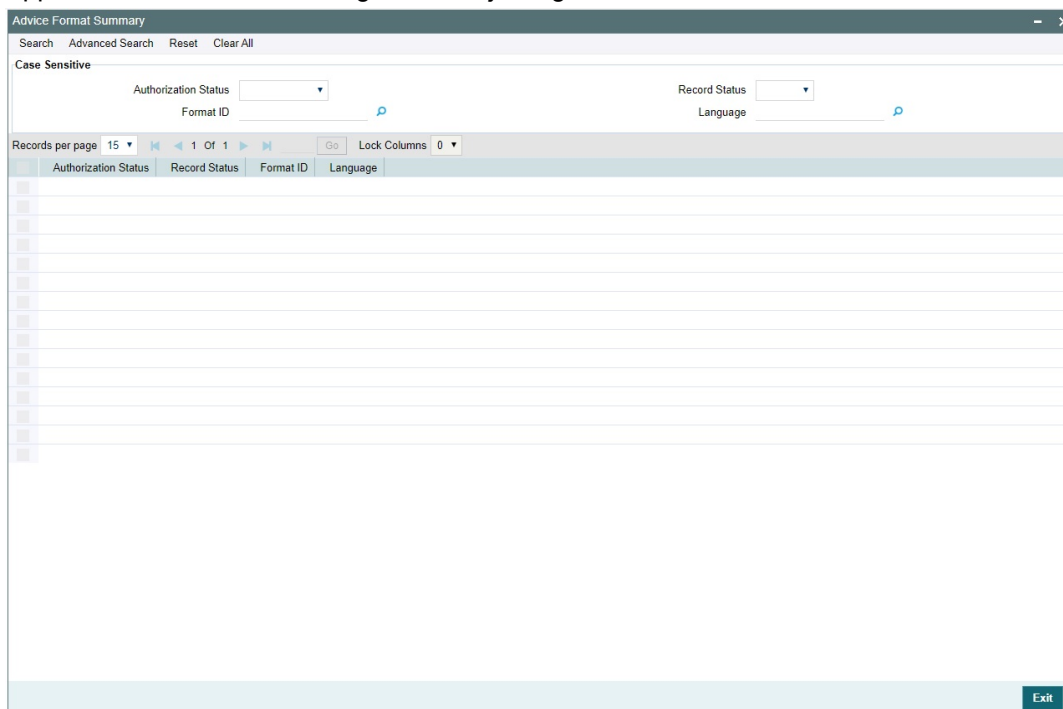 Advice Format Summary
Search Advanced Search Reset Clear All
Case Sensitive
Authorization Status Record Status
Format ID Language
Records per page 15 1 Of 1 Go Lock Columns 0
Authorization Status Record Status Format ID Language
Exit